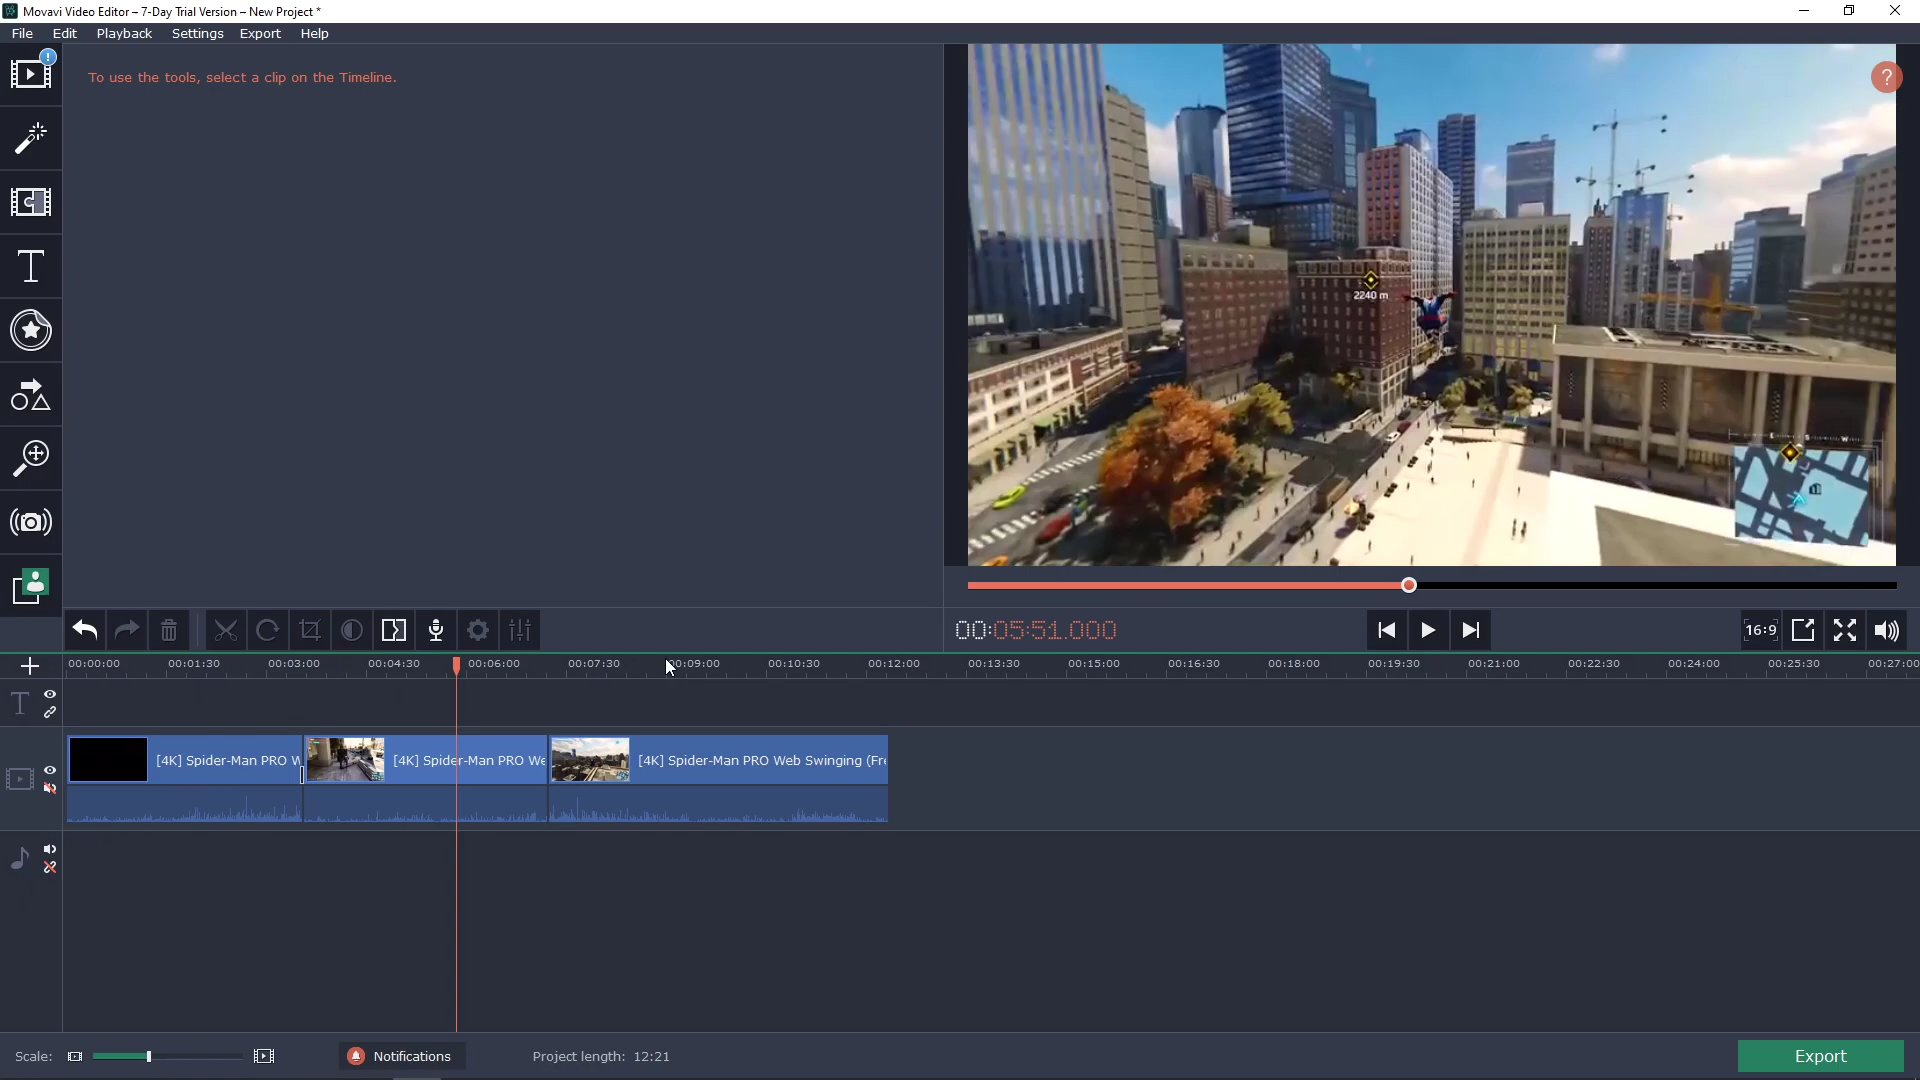 Movavi Video Editor – 7-Day Trial Version – New Project *
File Edit Playback Settings Export Help
To use the tools, select a clip on the Timeline.
?
2240 m
00:05:51.000
16:9
00:00:00 00:01:30 00:03:00 00:04:30 00:06:00 00:07:30 00:09:00 00:10:30 00:12:00 00:13:30 00:15:00 00:16:30 00:18:00 00:19:30 00:21:00 00:22:30 00:24:00 00:25:30 00:27:00
[4K] Spider-Man PRO W [4K] Spider-Man PRO We [4K] Spider-Man PRO Web Swinging (Fre
Scale: Notifications Project length: 12:21 Export